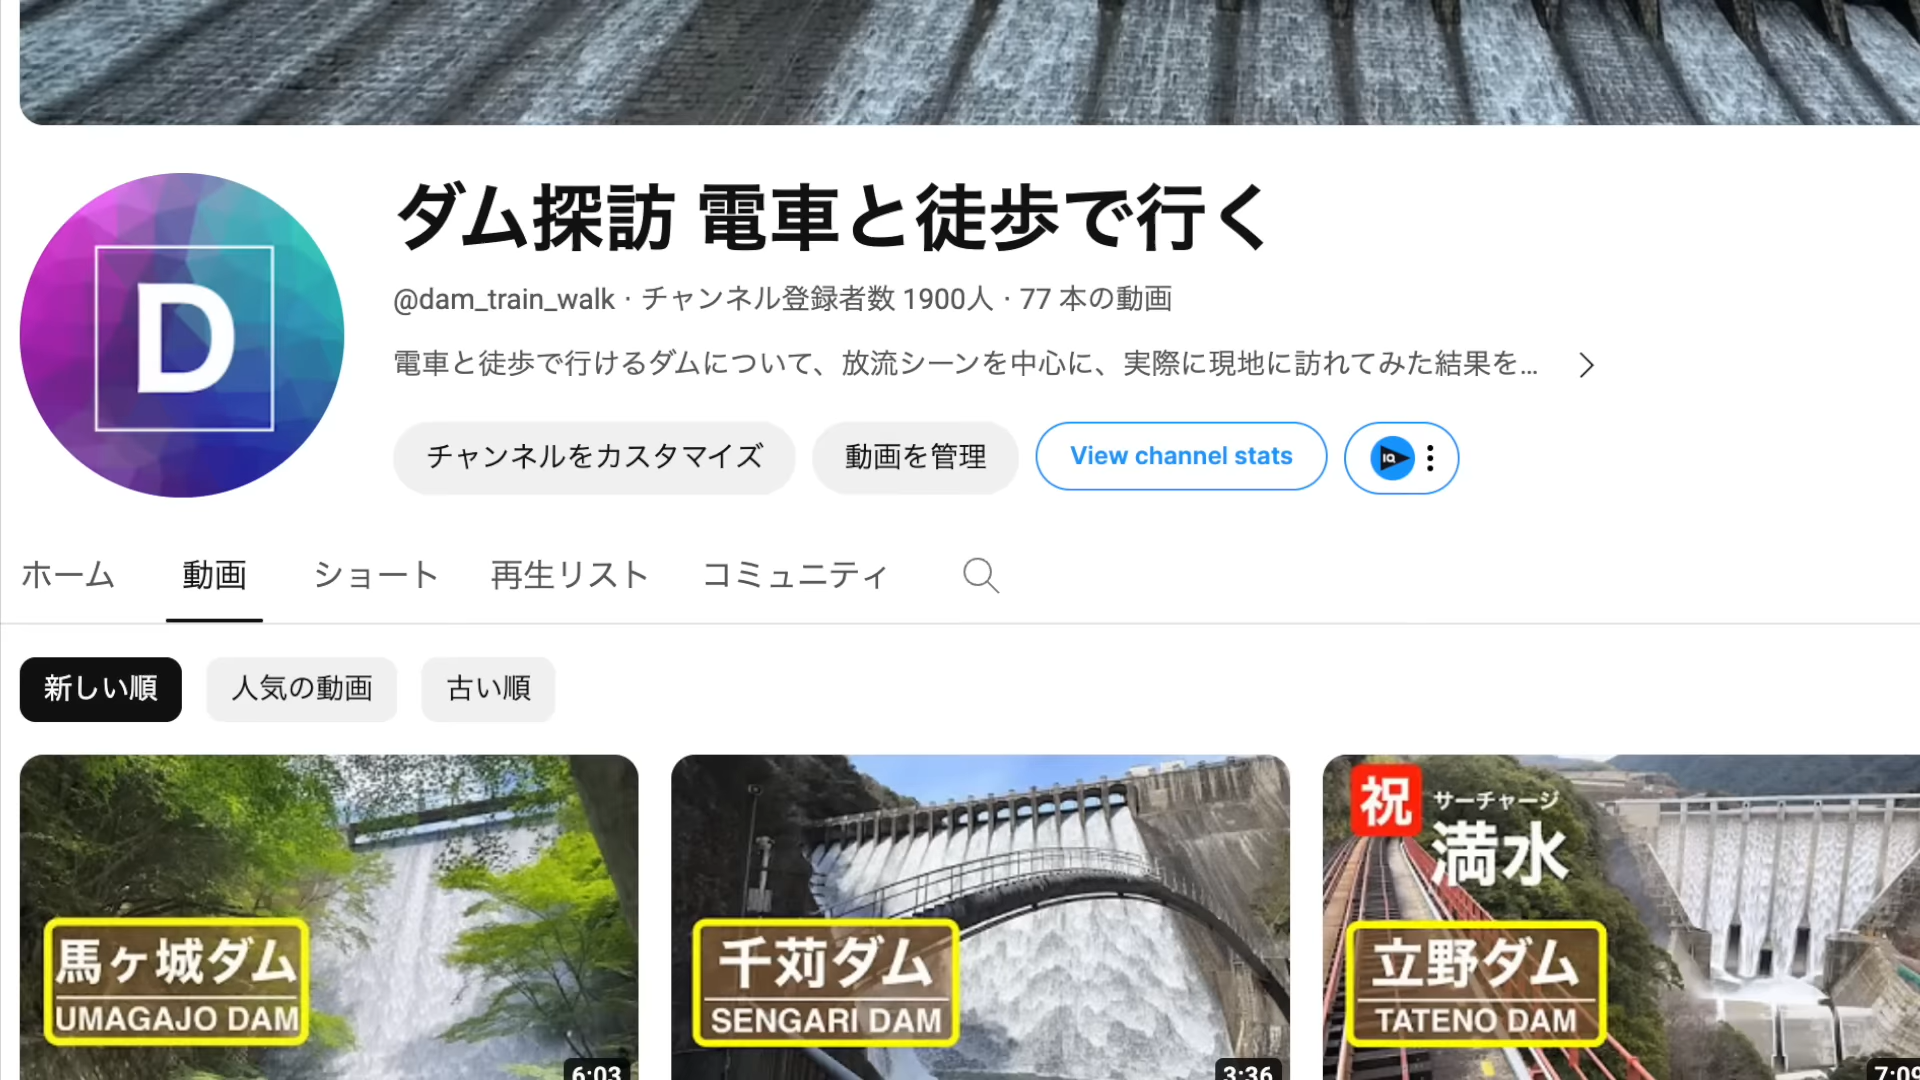 D
ダム探訪 電車と徒歩で行く
@dam_train_walk · チャンネル登録者数 1900人 · 77 本の動画
電車と徒歩で行けるダムについて、放流シーンを中心に、実際に現地に訪れてみた結果を...
チャンネルをカスタマイズ 動画を管理 View channel stats IQ
ホーム 動画 ショート 再生リスト コミュニティ
新しい順 人気の動画 古い順
馬ヶ城ダム
UMAGAJO DAM
6:03
千苅ダム
SENGARI DAM
3:36
祝 サーチャージ
満水
立野ダム
TATENO DAM
7:09